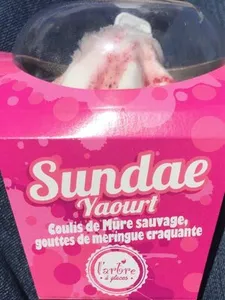 Sundae
Yaourt
Coulis de Mûre sauvage,
gouttes de meringue craquante
l'arbre
à glaces